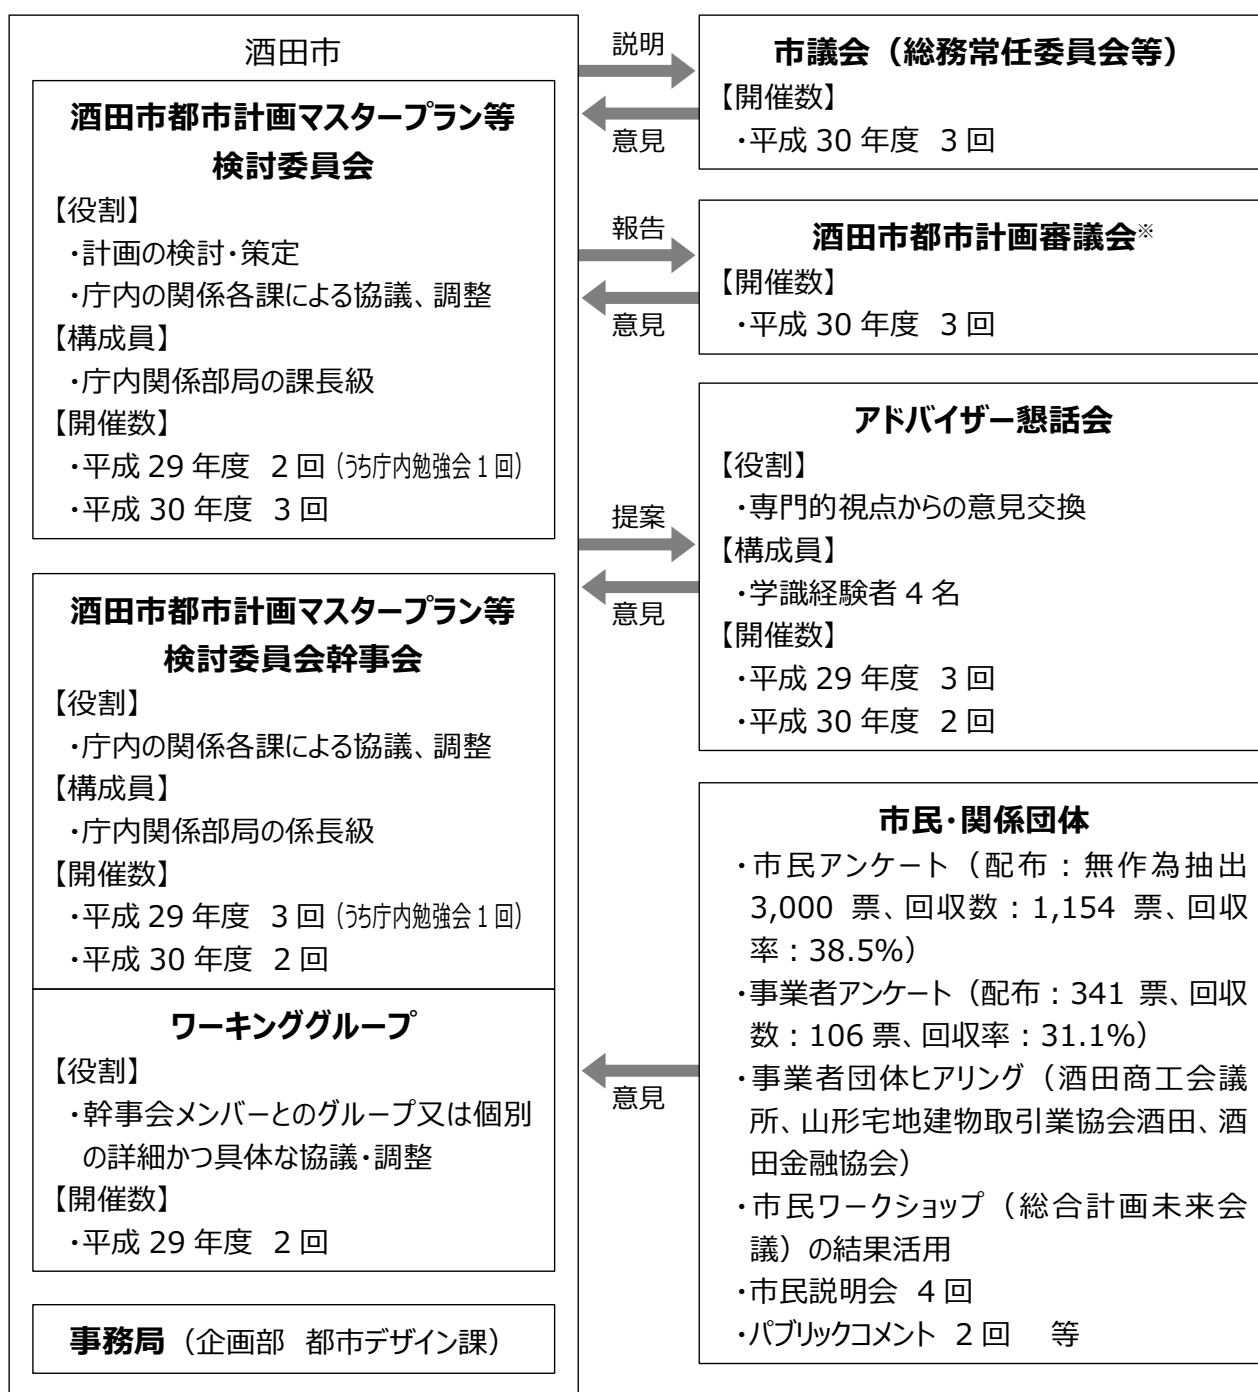 酒田市
酒田市都市計画マスタープラン等
検討委員会
【役割】
・計画の検討・策定
・庁内の関係各課による協議、調整
【構成員】
・庁内関係部局の課長級
【開催数】
・平成 29 年度 2 回(うち庁内勉強会 1 回)
・平成 30 年度 3 回
酒田市都市計画マスタープラン等
検討委員会幹事会
【役割】
・庁内の関係各課による協議、調整
【構成員】
・庁内関係部局の係長級
【開催数】
・平成 29 年度 3 回(うち庁内勉強会 1 回)
・平成 30 年度 2 回
ワーキンググループ
【役割】
・幹事会メンバーとのグループ又は個別
の詳細かつ具体な協議・調整
【開催数】
・平成 29 年度 2 回
事務局（企画部 都市デザイン課）
説明
意見
報告
意見
提案
意見
意見
市議会（総務常任委員会等）
【開催数】
・平成 30 年度 3 回
酒田市都市計画審議会※
【開催数】
・平成 30 年度 3 回
アドバイザー懇話会
【役割】
・専門的視点からの意見交換
【構成員】
・学識経験者 4 名
【開催数】
・平成 29 年度 3 回
・平成 30 年度 2 回
市民・関係団体
・市民アンケート（配布：無作為抽出
3,000 票、回収数：1,154 票、回収
率：38.5%）
・事業者アンケート（配布：341 票、回収
数：106 票、回収率：31.1%）
・事業者団体ヒアリング（酒田商工会議
所、山形宅地建物取引業協会酒田、酒
田金融協会）
・市民ワークショップ（総合計画未来会
議）の結果活用
・市民説明会 4 回
・パブリックコメント 2 回 等